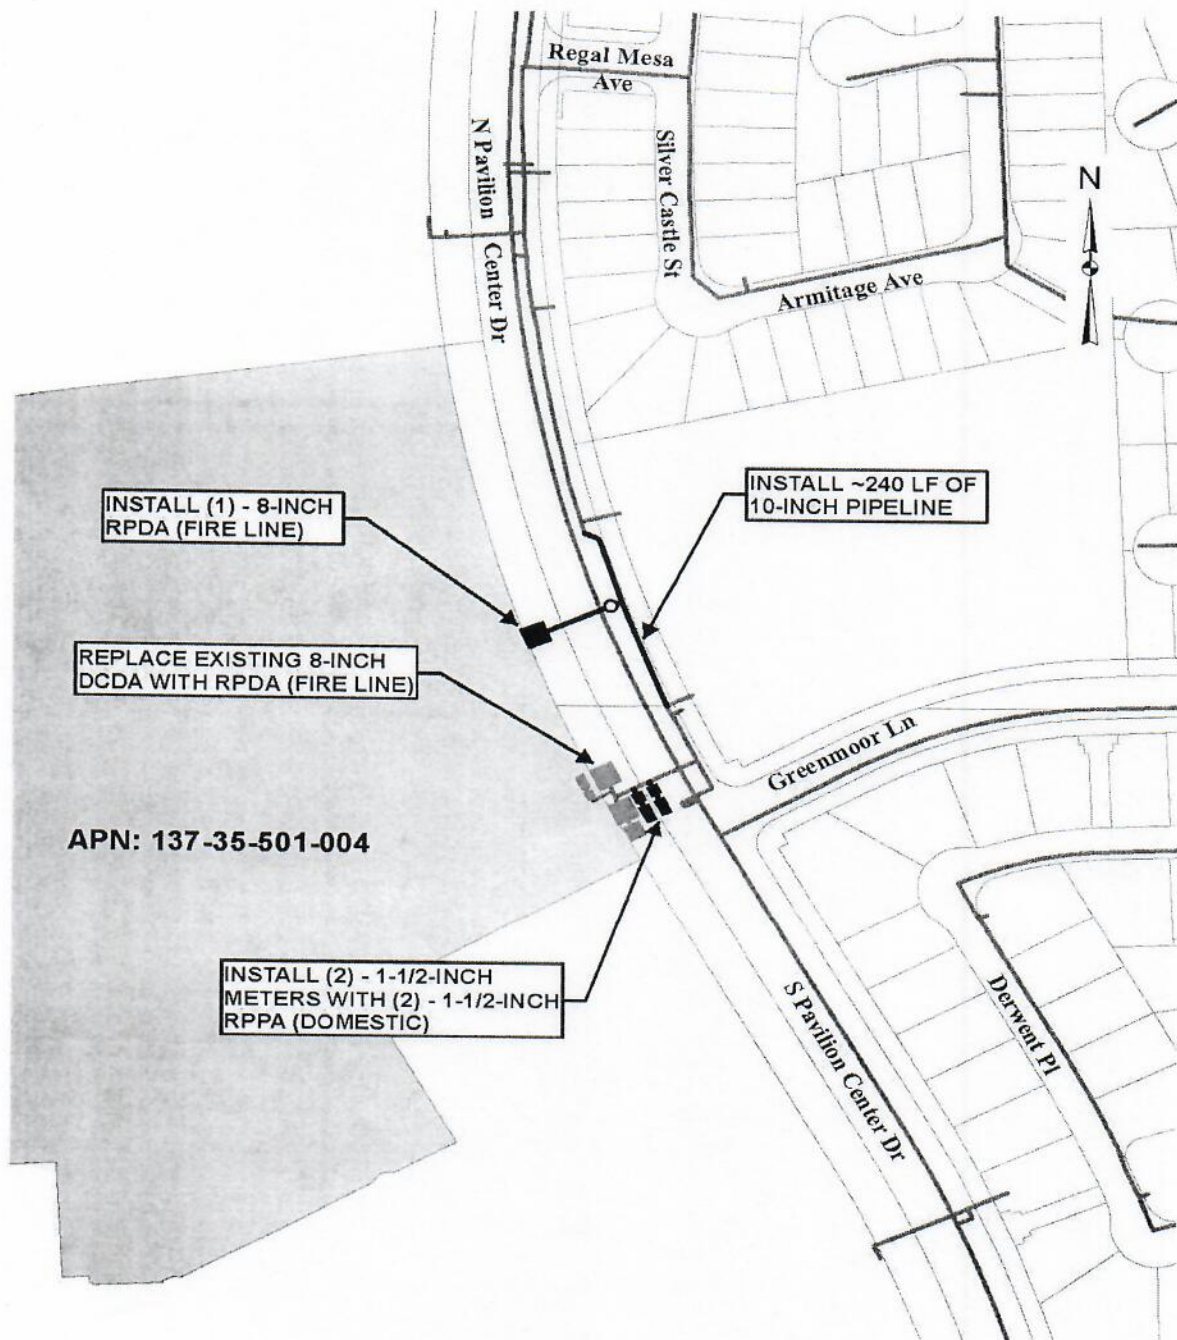 Regal Mesa
Ave
N Pavilion
Center Dr
Silver Castle St
N
Armitage Ave
INSTALL (1) - 8-INCH
RPDA (FIRE LINE)
INSTALL ~240 LF OF
10-INCH PIPELINE
REPLACE EXISTING 8-INCH
DCDA WITH RPDA (FIRE LINE)
Greenmoor Ln
APN: 137-35-501-004
INSTALL (2) - 1-1/2-INCH
METERS WITH (2) - 1-1/2-INCH
RPPA (DOMESTIC)
S Pavilion Center Dr
Derwent Pl